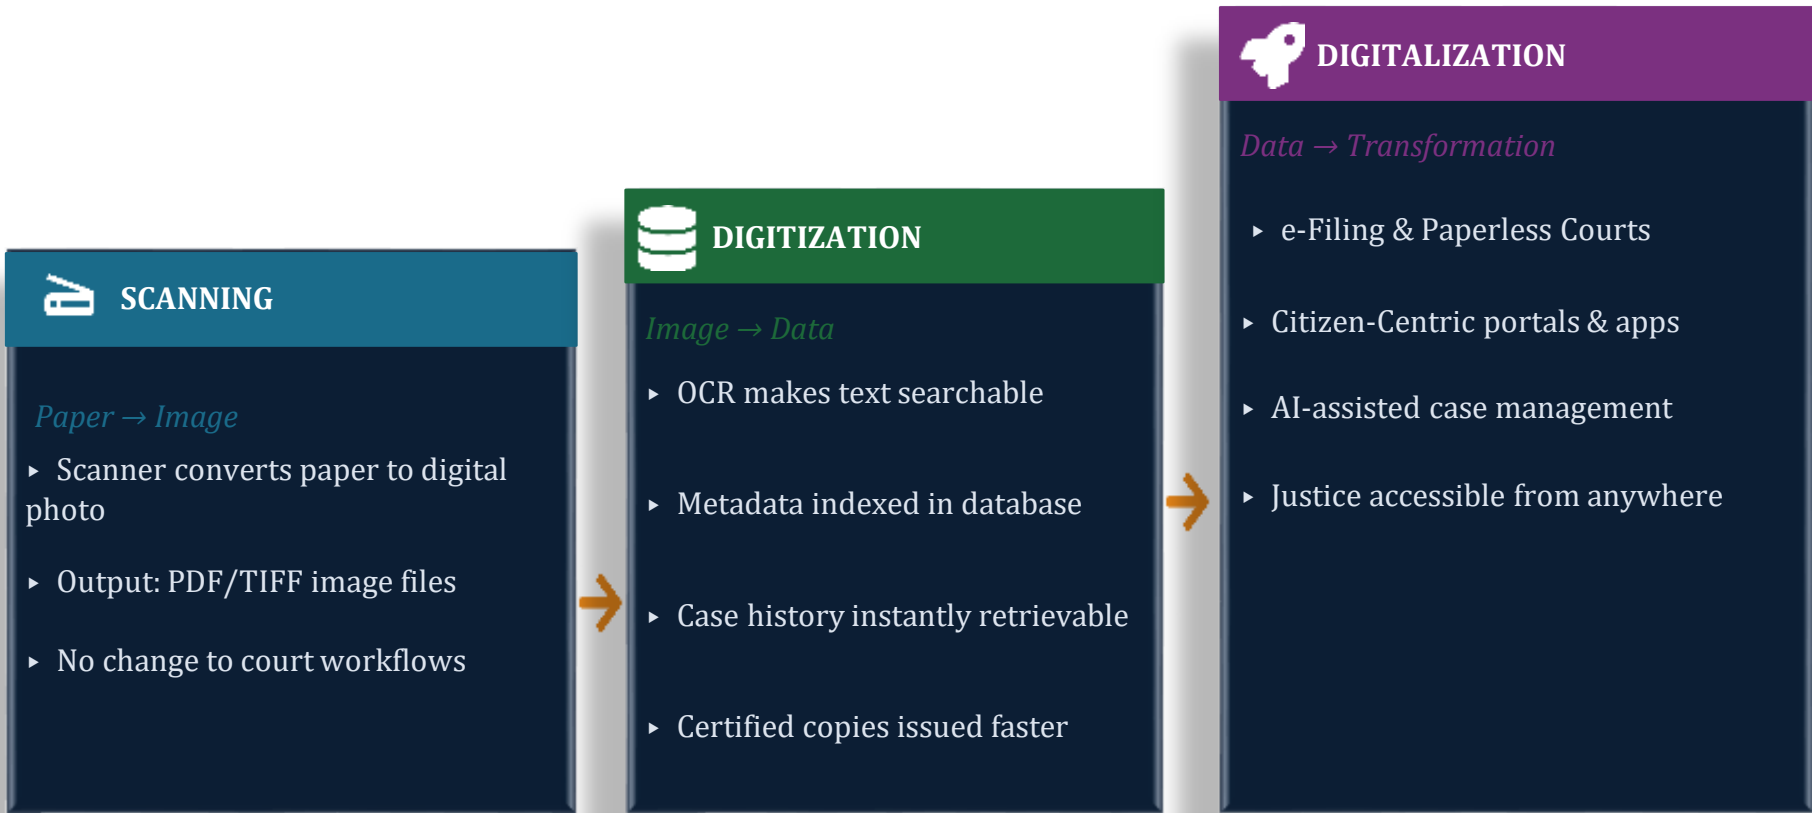 SCANNING
Paper → Image
▸ Scanner converts paper to digital
photo
▸ Output: PDF/TIFF image files
▸ No change to court workflows
DIGITIZATION
Image → Data
▸ OCR makes text searchable
▸ Metadata indexed in database
▸ Case history instantly retrievable
▸ Certified copies issued faster
DIGITALIZATION
Data → Transformation
▸ e-Filing & Paperless Courts
▸ Citizen-Centric portals & apps
▸ AI-assisted case management
▸ Justice accessible from anywhere